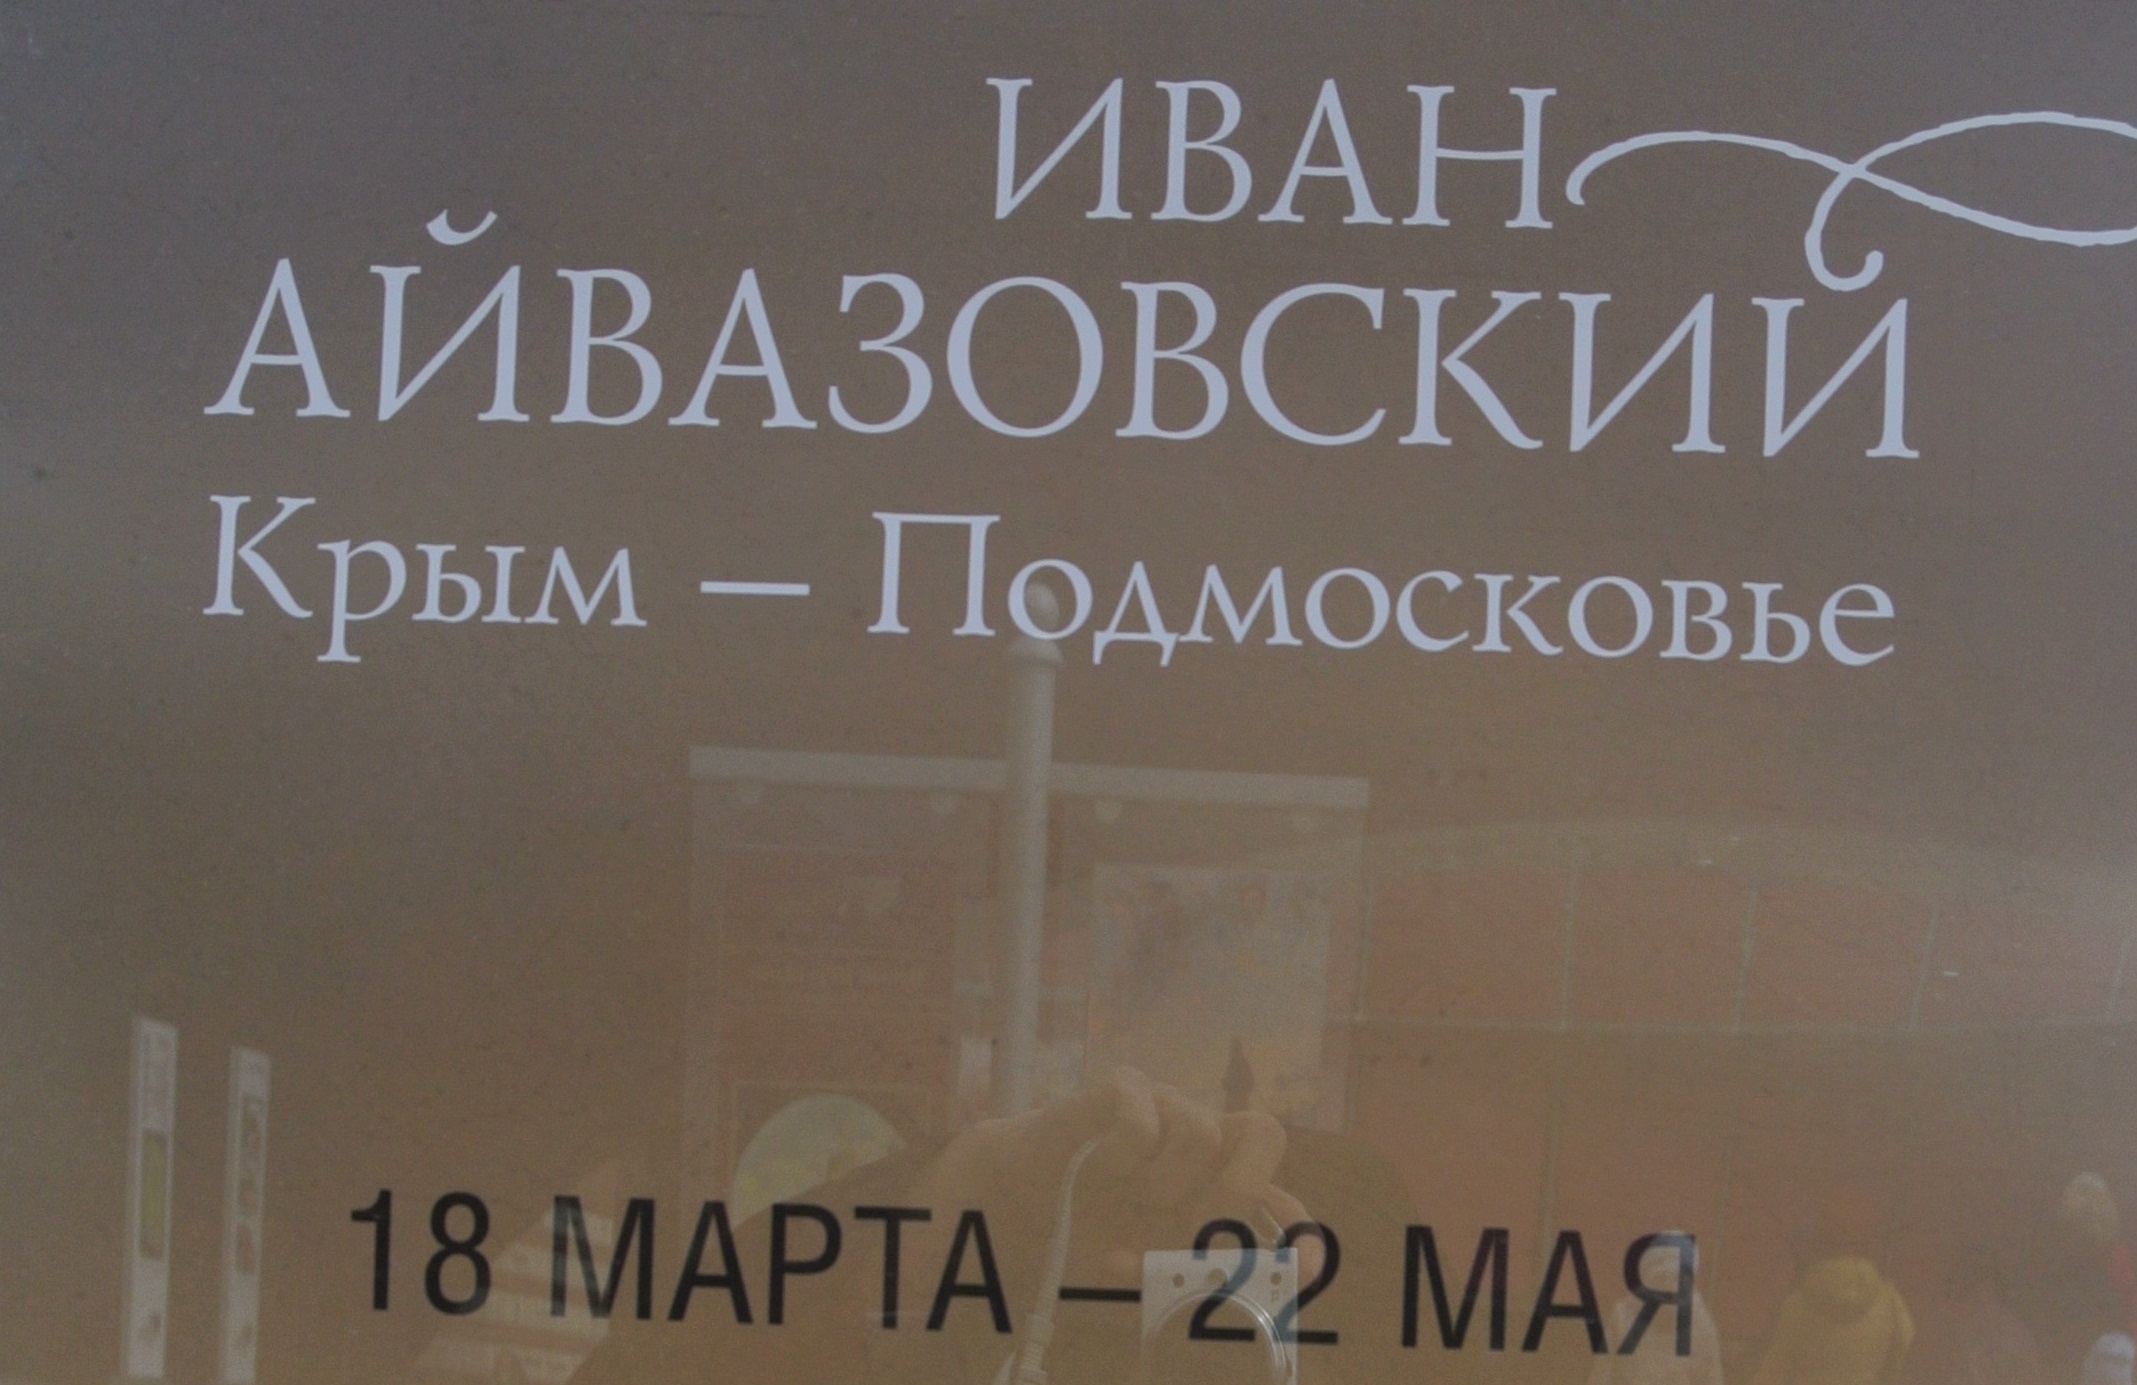 ИВАН
АЙВАЗОВСКИЙ
Крым – Подмосковье
18 МАРТА – 22 МАЯ